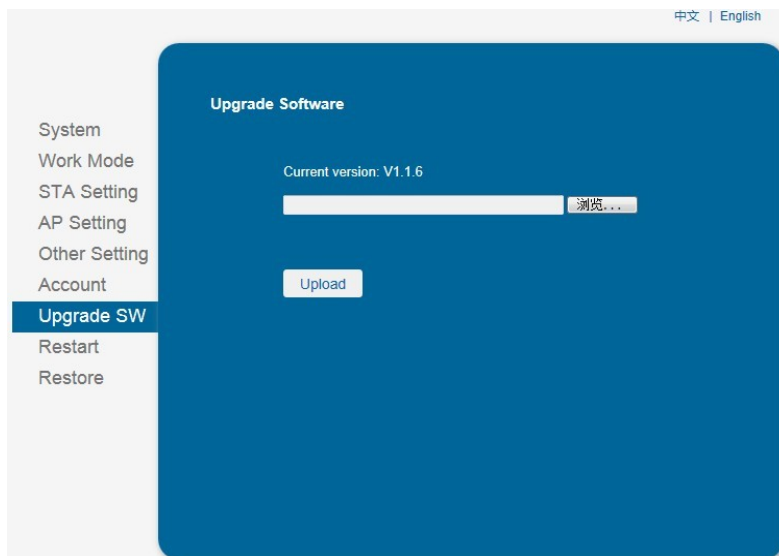 中文 | English
System
Work Mode
STA Setting
AP Setting
Other Setting
Account
Upgrade SW
Restart
Restore
Upgrade Software
Current version: V1.1.6
浏览...
Upload